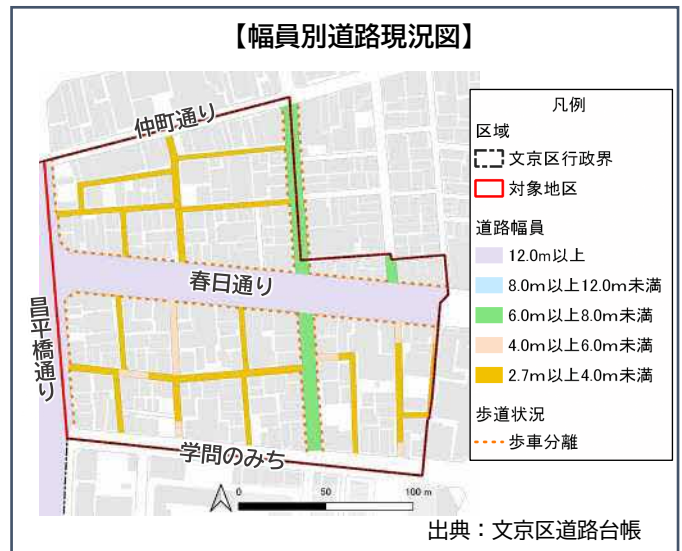 【幅員別道路現況図】
仲町通り
春日通り
昌平橋通り
学問のみち
0 50 100 m
凡例
区域
文京区行政界
対象地区
道路幅員
12.0m以上
8.0m以上12.0m未満
6.0m以上8.0m未満
4.0m以上6.0m未満
2.7m以上4.0m未満
歩道状況
歩車分離
出典：文京区道路台帳